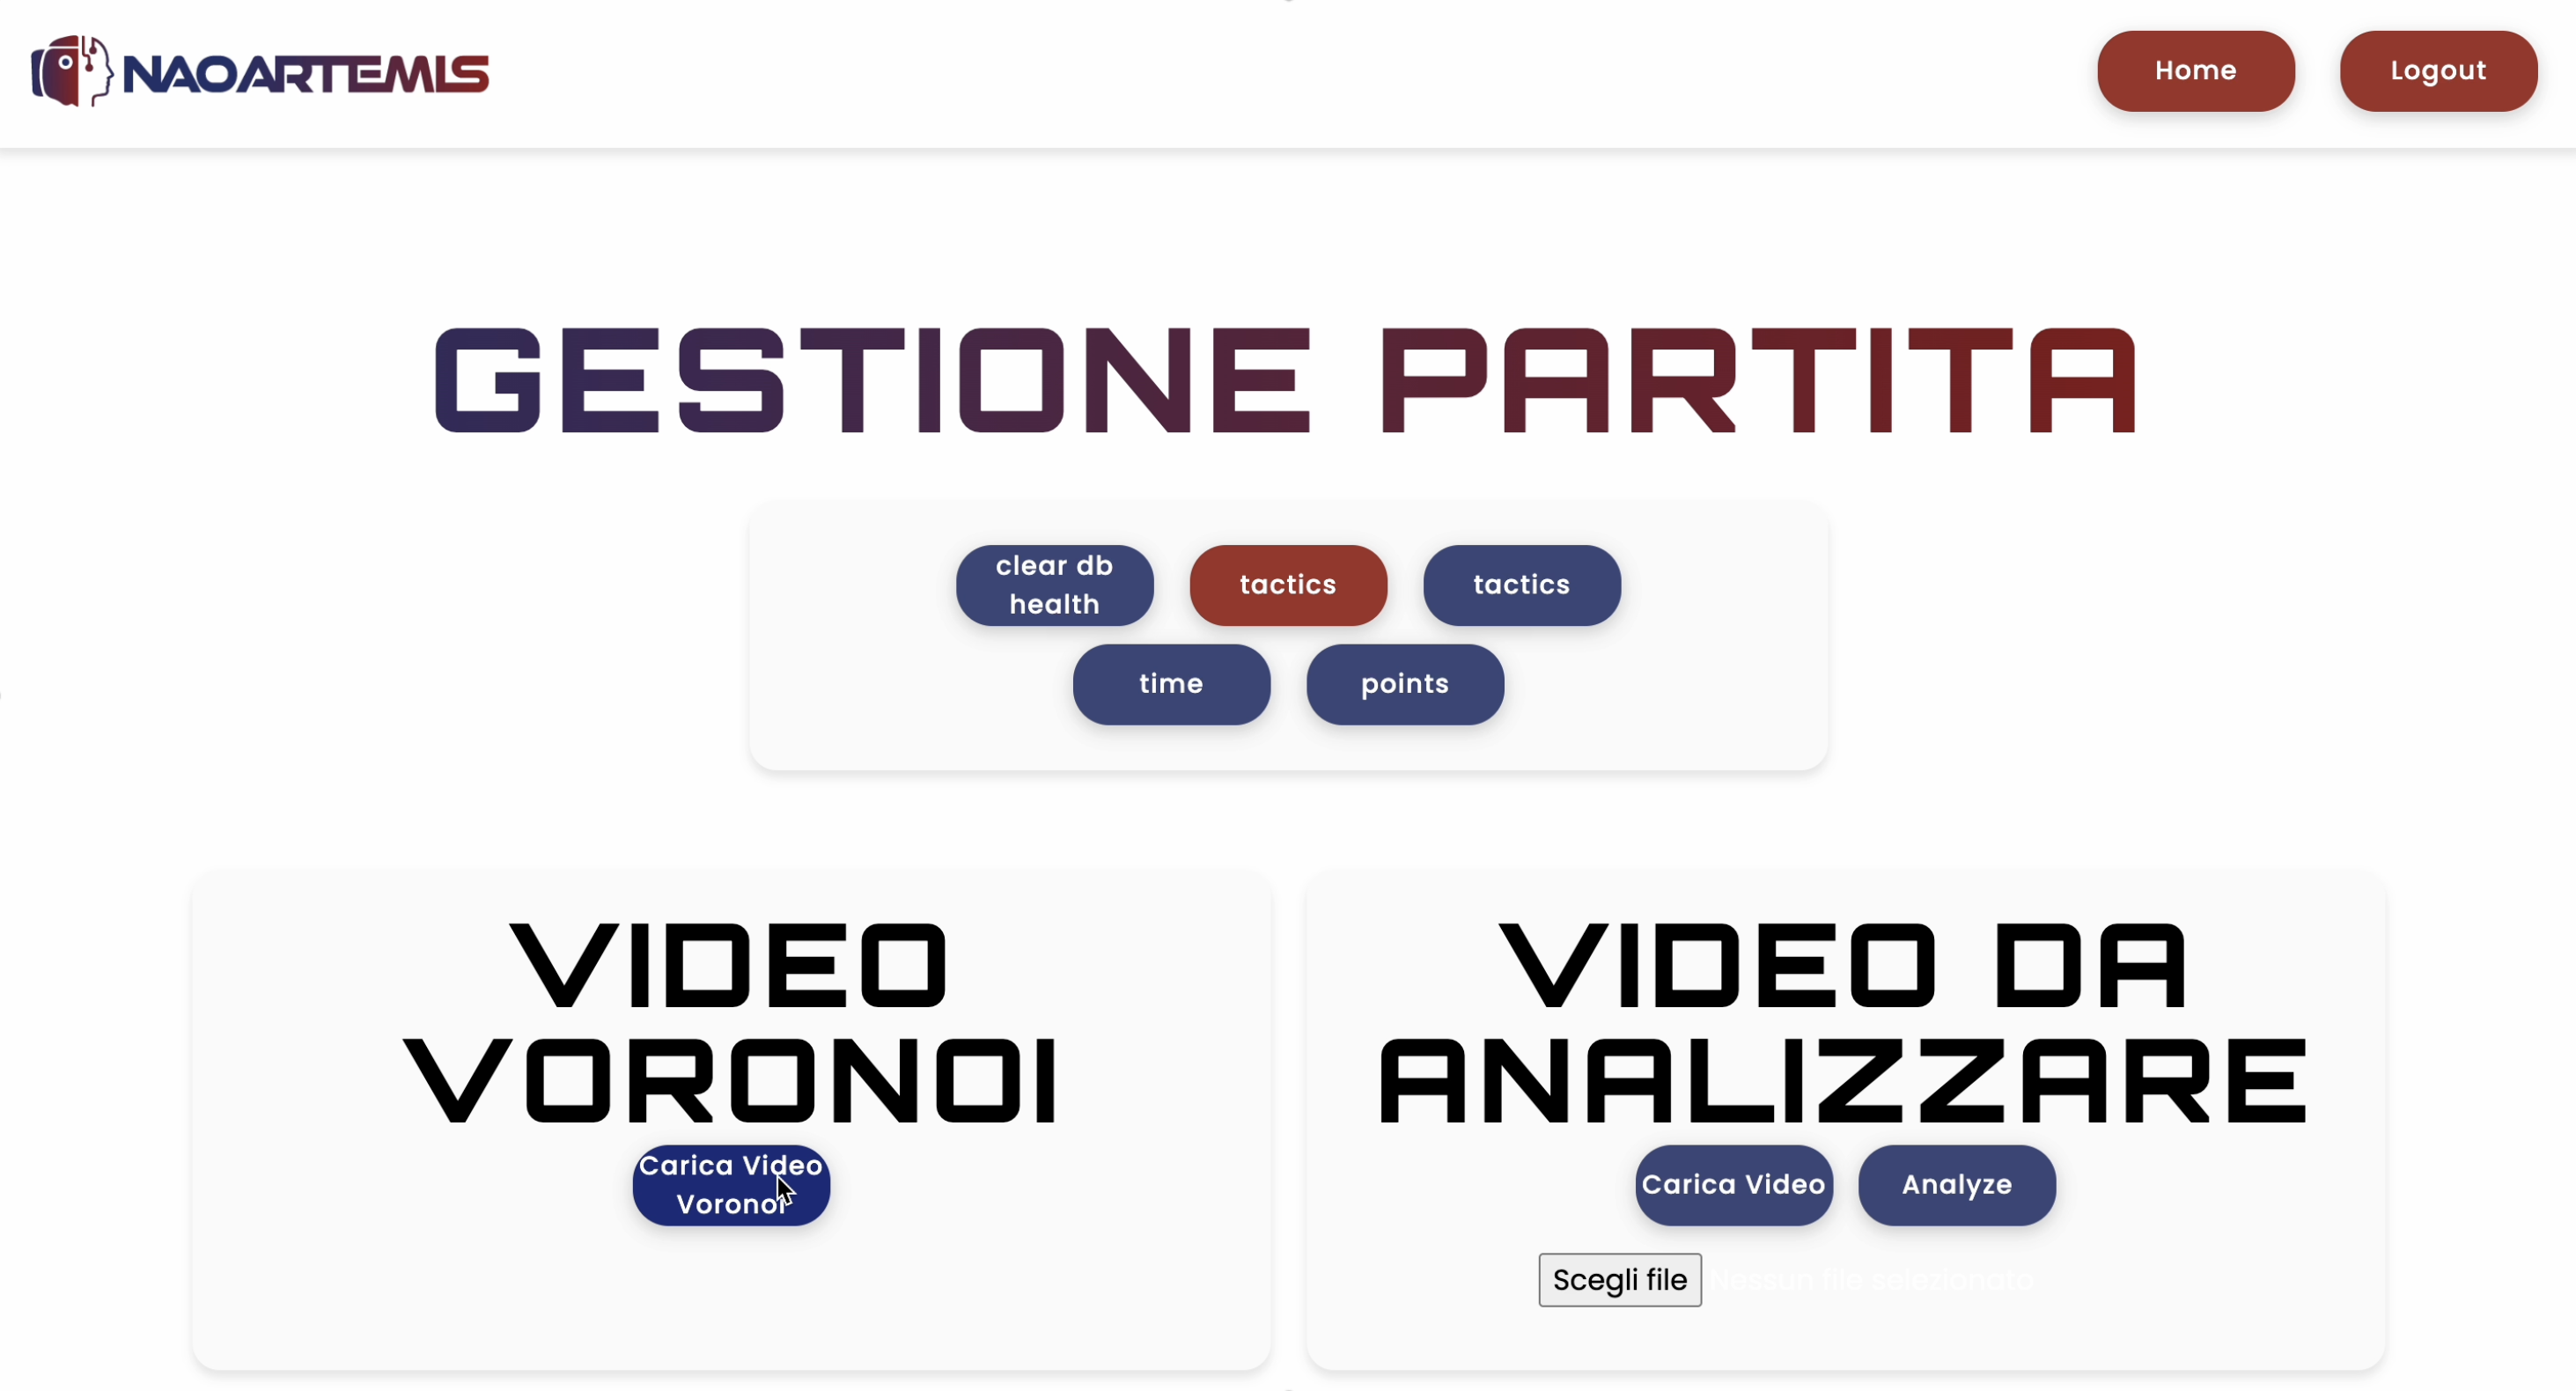 NAOARTEMIS
Home
Logout
GESTIONE PARTITA
clear db
health
tactics
tactics
time
points
VIDEO
VORONOI
Carica Video
Voronoi
VIDEO DA
ANALIZZARE
Carica Video
Analyze
Scegli file
Nessun file selezionato